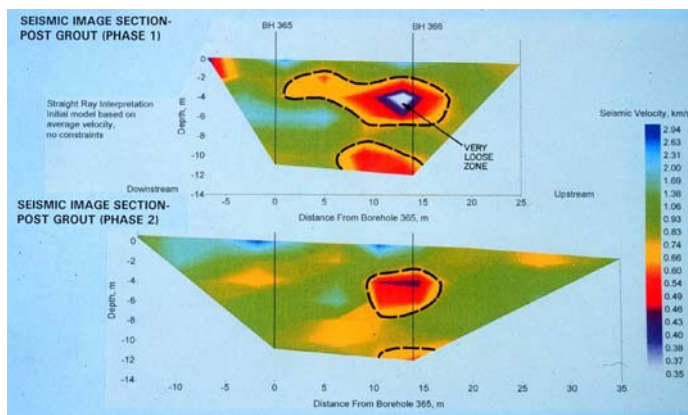 SEISMIC IMAGE SECTION-
POST GROUT (PHASE 1)
BH 365
BH 366
Straight Ray Interpretation
Initial model based on
average velocity,
no constraints
Depth, m
0
-2
-4
-6
-8
-10
-12
-14
VERY
LOOSE
ZONE
Downstream
Upstream
-5
0
5
10
15
20
25
Distance From Borehole 365, m
Seismic Velocity, km/s
2.94
2.63
2.31
2.00
1.69
1.38
1.06
0.93
0.83
0.74
0.66
0.60
0.54
0.49
0.46
0.43
0.40
0.38
0.37
0.35
SEISMIC IMAGE SECTION-
POST GROUT (PHASE 2)
Depth, m
0
-2
-4
-6
-8
-10
-12
-14
-10
-5
0
5
10
15
20
25
30
35
Distance From Borehole 365, m